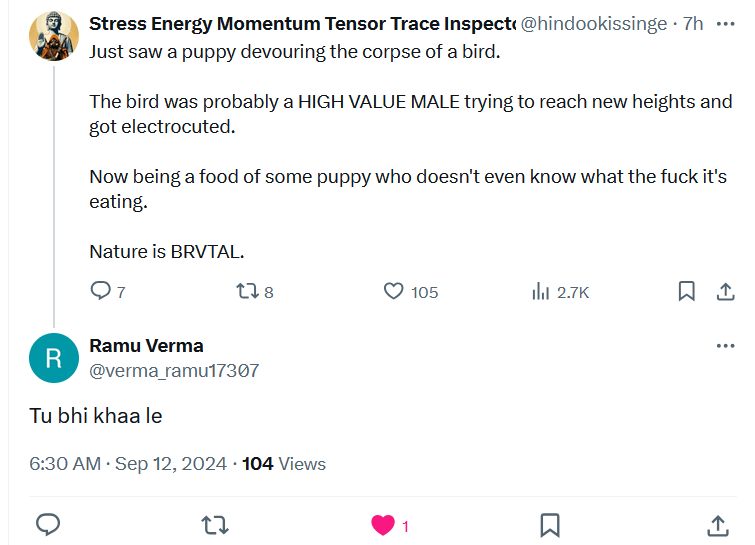 Stress Energy Momentum Tensor Trace Inspect @hindookissinge · 7h
Just saw a puppy devouring the corpse of a bird.
The bird was probably a HIGH VALUE MALE trying to reach new heights and
got electrocuted.
Now being a food of some puppy who doesn't even know what the fuck it's
eating.
Nature is BRVTAL.
7 8 105 2.7K
R
Ramu Verma
@verma_ramu17307
Tu bhi khaa le
6:30 AM · Sep 12, 2024 · 104 Views
1